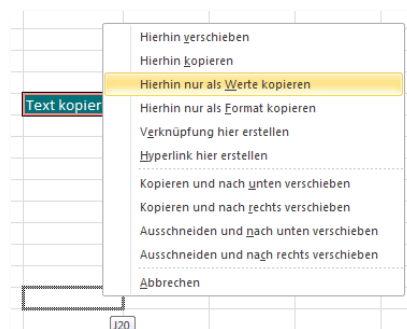 Hierhin verschieben
Hierhin kopieren
Hierhin nur als Werte kopieren
Text kopier
Hierhin nur als Format kopieren
Verknüpfung hier erstellen
Hyperlink hier erstellen
Kopieren und nach unten verschieben
Kopieren und nach rechts verschieben
Ausschneiden und nach unten verschieben
Ausschneiden und nach rechts verschieben
Abbrechen
J20